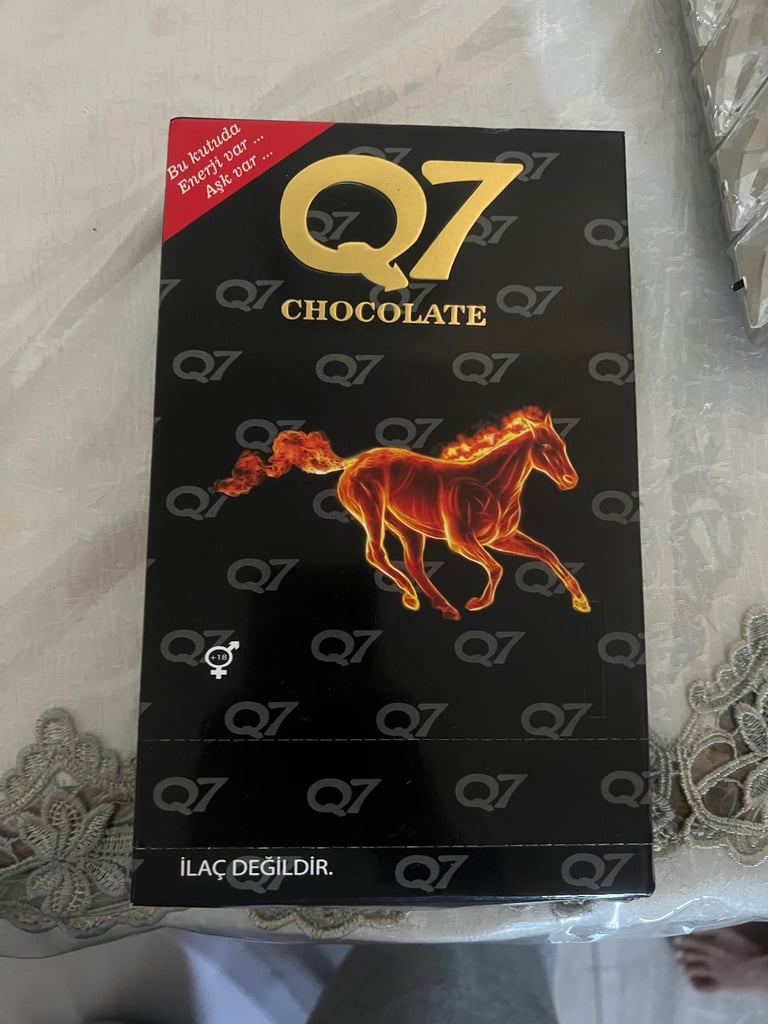 Bu kutuda
Enerji var ...
Aşk var ...
Q7
CHOCOLATE
+18
İLAÇ DEĞİLDİR.